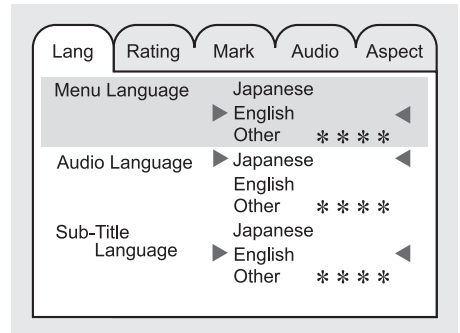 Lang Rating Mark Audio Aspect
Menu Language Japanese
English
Other ****
Audio Language Japanese
English
Other ****
Sub-Title Japanese
Language English
Other ****